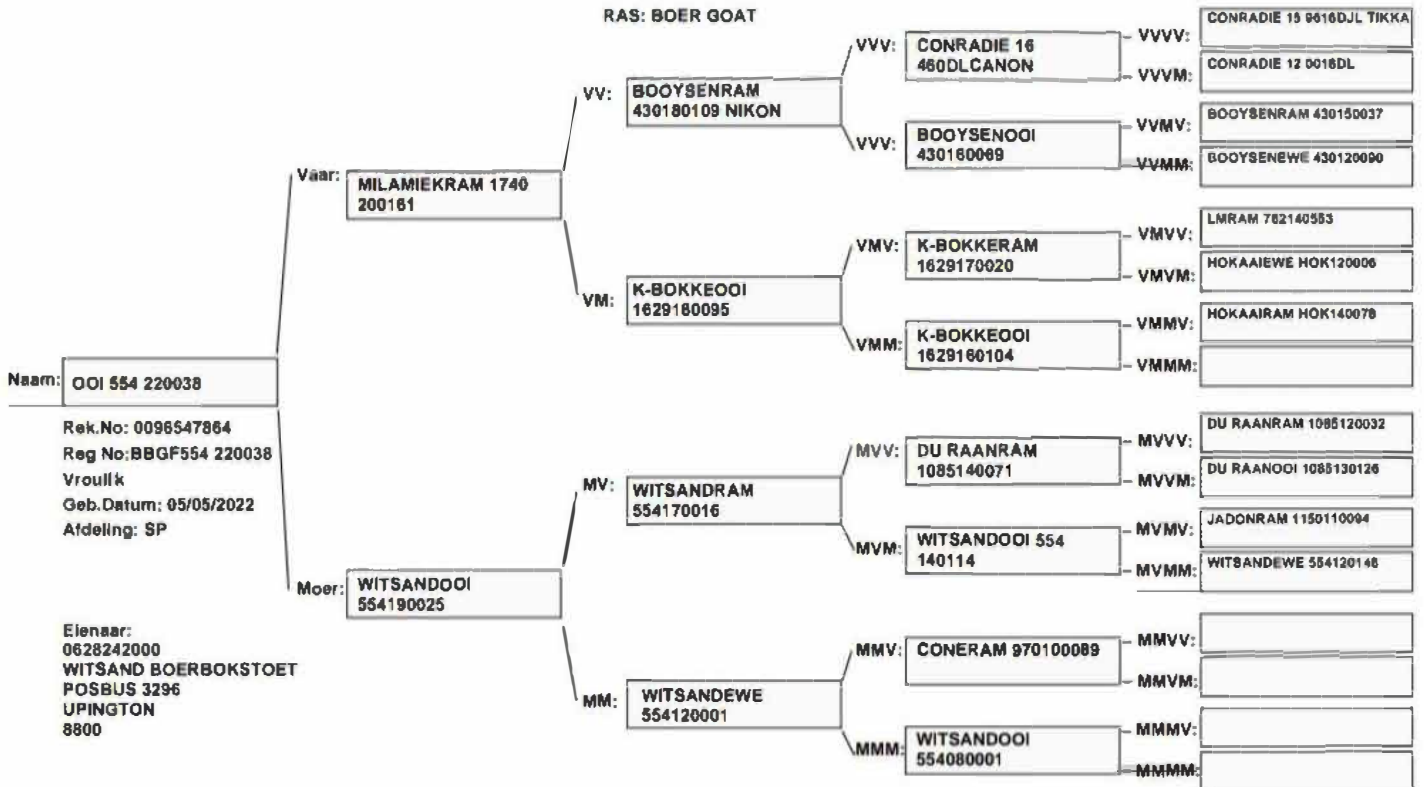 RAS: BOER GOAT
Naam:
OOI 554 220038
Rek.No: 0096547864
Reg No:BBGF554 220038
Vroulik
Geb.Datum: 05/05/2022
Afdeling: SP
Eienaar:
0628242000
WITSAND BOERBOKSTOET
POSBUS 3296
UPINGTON
8800
Vaar:
MILAMIEKRAM 1740
200161
Moer:
WITSANDOOI
554190025
VV:
BOOYSENRAM
430180109 NIKON
VM:
K-BOKKEOOI
1629180095
MV:
WITSANDRAM
554170016
MM:
WITSANDEWE
554120001
VVV:
CONRADIE 16
460DLCANON
VVV:
BOOYSENOOI
430160069
VMV:
K-BOKKERAM
1629170020
VMM:
K-BOKKEOOI
1629160104
MVV:
DU RAANRAM
1085140071
MVM:
WITSANDOOI 554
140114
MMV:
CONERAM 970100089
MMM:
WITSANDOOI
554080001
VVVV:
CONRADIE 15 9616DJL TIKKA
VVVM:
CONRADIE 12 0016DL
VVMV:
BOOYSENRAM 430150037
VVMM:
BOOYSENEWE 430120090
VMVV:
LMRAM 762140553
VMVM:
HOKAAIEWE HOK120006
VMMV:
HOKAAIRAM HOK140078
VMMM:
MVVV:
DU RAANRAM 1085120032
MVVM:
DU RAANOOI 1085130126
MVMV:
JADONRAM 1150110094
MVMM:
WITSANDEWE 554120146
MMVV:
MMVM:
MMMV:
MMMM: